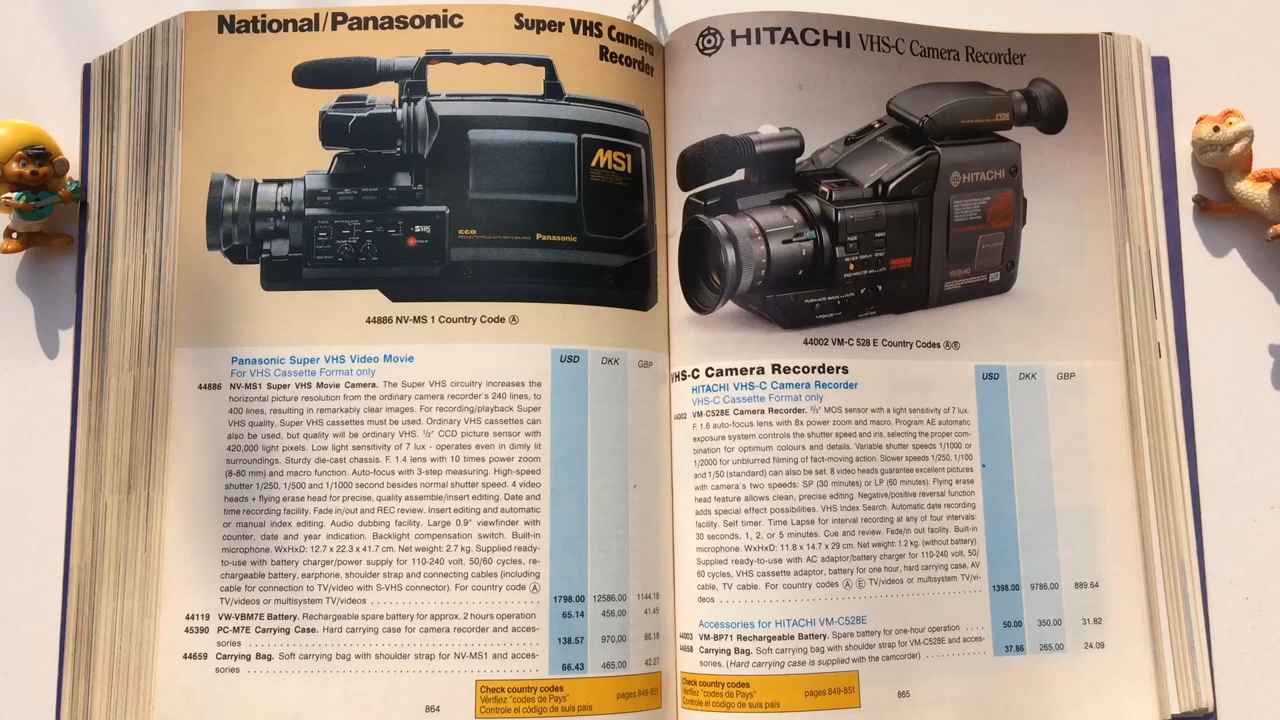 National/Panasonic
Super VHS Camera
Recorder
MS1
CCD
Panasonic
S-VHS
44886 NV-MS 1 Country Code Ⓐ
Panasonic Super VHS Video Movie
For VHS Cassette Format only
USD DKK GBP
44886 NV-MS1 Super VHS Movie Camera. The Super VHS circuitry increases the
horizontal picture resolution from the ordinary camera recorder's 240 lines, to
400 lines, resulting in remarkably clear images. For recording/playback Super
VHS quality, Super VHS cassettes must be used. Ordinary VHS cassettes can
also be used, but quality will be ordinary VHS. ½" CCD picture sensor with
420,000 light pixels. Low light sensitivity of 7 lux - operates even in dimly lit
surroundings. Sturdy die-cast chassis. F. 1.4 lens with 10 times power zoom
(8-80 mm) and macro function. Auto-focus with 3-step measuring. High-speed
shutter 1/250, 1/500 and 1/1000 second besides normal shutter speed. 4 video
heads + flying erase head for precise, quality assemble/insert editing. Date and
time recording facility. Fade in/out and REC review. Insert editing and automatic
or manual index editing. Audio dubbing facility. Large 0.9" viewfinder with
counter, date and year indication. Backlight compensation switch. Built-in
microphone. WxHxD: 12.7 x 22.3 x 41.7 cm. Net weight: 2.7 kg. Supplied ready-
to-use with battery charger/power supply for 110-240 volt, 50/60 cycles, re-
chargeable battery, earphone, shoulder strap and connecting cables (including
cable for connection to TV/video with S-VHS connector). For country code Ⓐ
TV/videos or multisystem TV/videos 1798.00 12586,00 1144.18
44119 VW-VBM7E Battery. Rechargeable spare battery for approx. 2 hours operation 65.14 456,00 41.45
45390 PC-M7E Carrying Case. Hard carrying case for camera recorder and acces-
sories 138.57 970,00 88.18
44659 Carrying Bag. Soft carrying bag with shoulder strap for NV-MS1 and acces-
sories 66.43 465,00 42.27
Check country codes
Vérifiez "codes de Pays" pages 849-851
Controle el código de suis pais
864
HITACHI VHS-C Camera Recorder
C52E
HITACHI
44002 VM-C 528 E Country Codes ⒶⒺ
VHS-C Camera Recorders
HITACHI VHS-C Camera Recorder
VHS-C Cassette Format only
USD DKK GBP
44002 VM-C528E Camera Recorder. ⅔" MOS sensor with a light sensitivity of 7 lux.
F. 1.6 auto-focus lens with 8x power zoom and macro. Program AE automatic
exposure system controls the shutter speed and iris, selecting the proper com-
bination for optimum colours and details. Variable shutter speeds 1/1000 or
1/2000 for unblurred filming of fact-moving action. Slower speeds 1/250, 1/100
and 1/50 (standard) can also be set. 8 video heads guarantee excellent pictures
with camera's two speeds: SP (30 minutes) or LP (60 minutes). Flying erase
head feature allows clean, precise editing. Negative/positive reversal function
adds special effect possibilities. VHS Index Search. Automatic date recording
facility. Self timer. Time Lapse for interval recording at any of four intervals:
30 seconds, 1, 2, or 5 minutes. Cue and review. Fade/in out facility. Built-in
microphone. WxHxD: 11.8 x 14.7 x 29 cm. Net weight: 1.2 kg. (without battery).
Supplied ready-to-use with AC adaptor/battery charger for 110-240 volt, 50/
60 cycles, VHS cassette adaptor, battery for one hour, hard carrying case, AV
cable, TV cable. For country codes Ⓐ Ⓔ TV/videos or multisystem TV/vi-
deos 1398.00 9786,00 889.64
Accessories for HITACHI VM-C528E
44003 VM-BP71 Rechargeable Battery. Spare battery for one-hour operation 50.00 350,00 31.82
44658 Carrying Bag. Soft carrying bag with shoulder strap for VM-C528E and acces-
sories. (Hard carrying case is supplied with the camcorder) 37.86 265,00 24.09
Check country codes
Vérifiez "codes de Pays" pages 849-851
Controle el código de suis pais
865